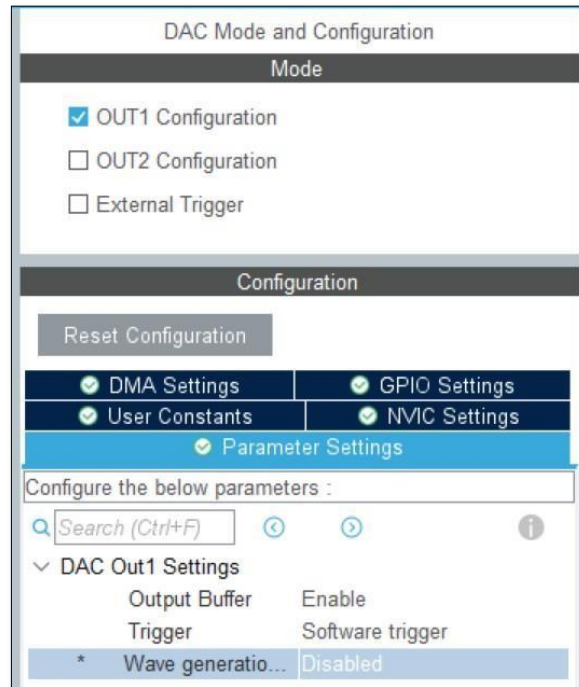 DAC Mode and Configuration
Mode
OUT1 Configuration
OUT2 Configuration
External Trigger
Configuration
Reset Configuration
DMA Settings GPIO Settings
User Constants NVIC Settings
Parameter Settings
Configure the below parameters :
Search (Ctrl+F)
DAC Out1 Settings
Output Buffer Enable
Trigger Software trigger
* Wave generatio... Disabled